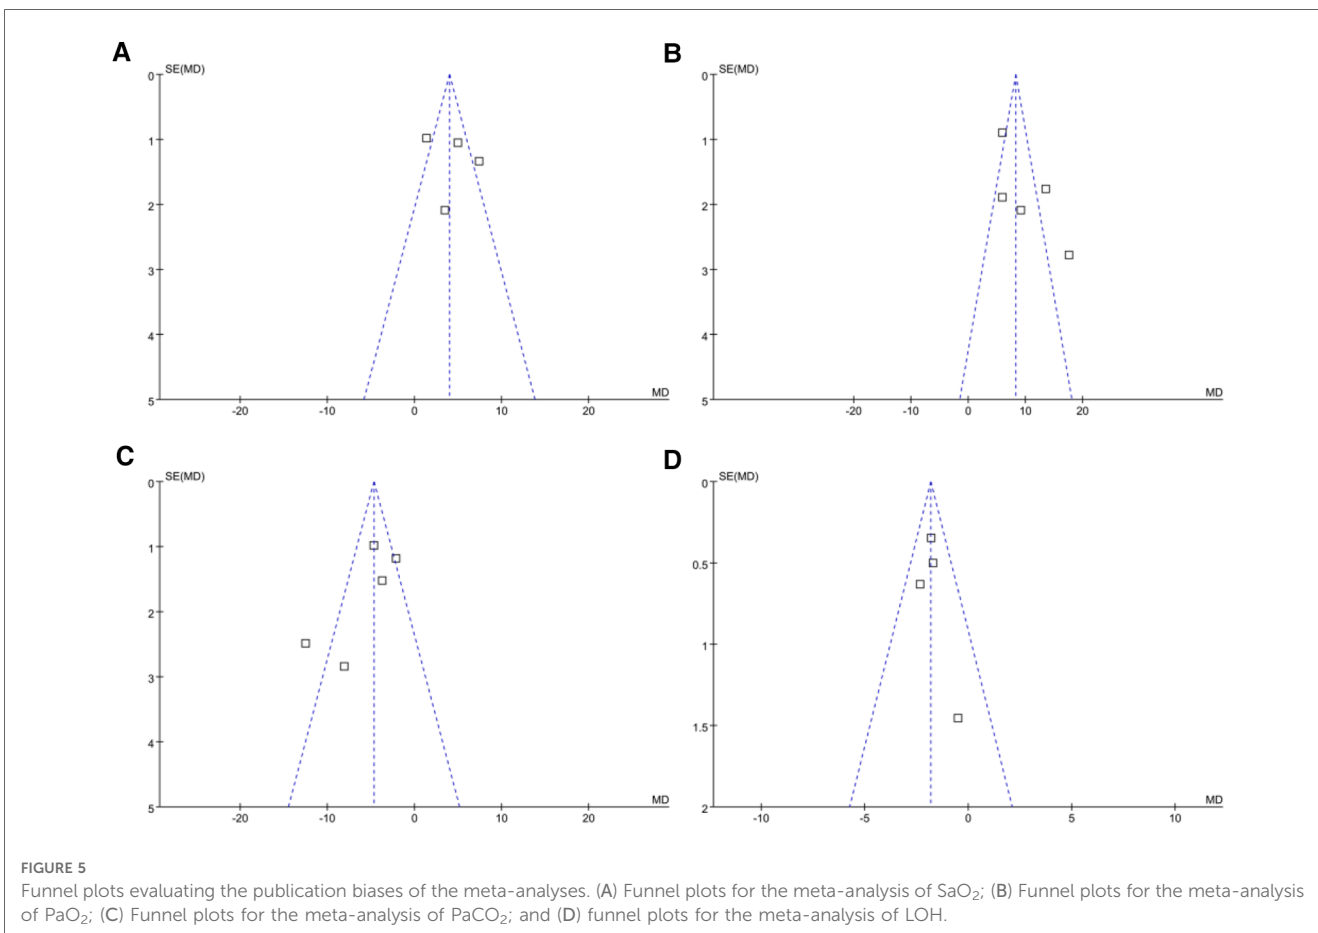 A
SE(MD)
0
1
2
3
4
5
MD
-20
-10
0
10
20
B
SE(MD)
0
1
2
3
4
5
MD
-20
-10
0
10
20
C
SE(MD)
0
1
2
3
4
5
MD
-20
-10
0
10
20
D
SE(MD)
0
0.5
1
1.5
2
MD
-10
-5
0
5
10
FIGURE 5
Funnel plots evaluating the publication biases of the meta-analyses. (A) Funnel plots for the meta-analysis of SaO₂; (B) Funnel plots for the meta-analysis
of PaO₂; (C) Funnel plots for the meta-analysis of PaCO₂; and (D) funnel plots for the meta-analysis of LOH.